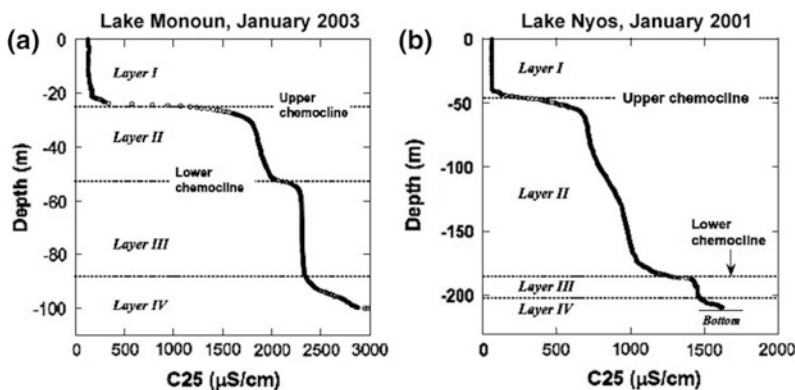 (a) Lake Monoun, January 2003
0
-20
-40
-60
-80
-100
Depth (m)
Layer I
Upper chemocline
Layer II
Lower chemocline
Layer III
Layer IV
0 500 1000 1500 2000 2500 3000
C25 (µS/cm)
(b) Lake Nyos, January 2001
0
-50
-100
-150
-200
Depth (m)
Layer I
Upper chemocline
Layer II
Lower chemocline
Layer III
Layer IV
Bottom
0 500 1000 1500 2000
C25 (µS/cm)